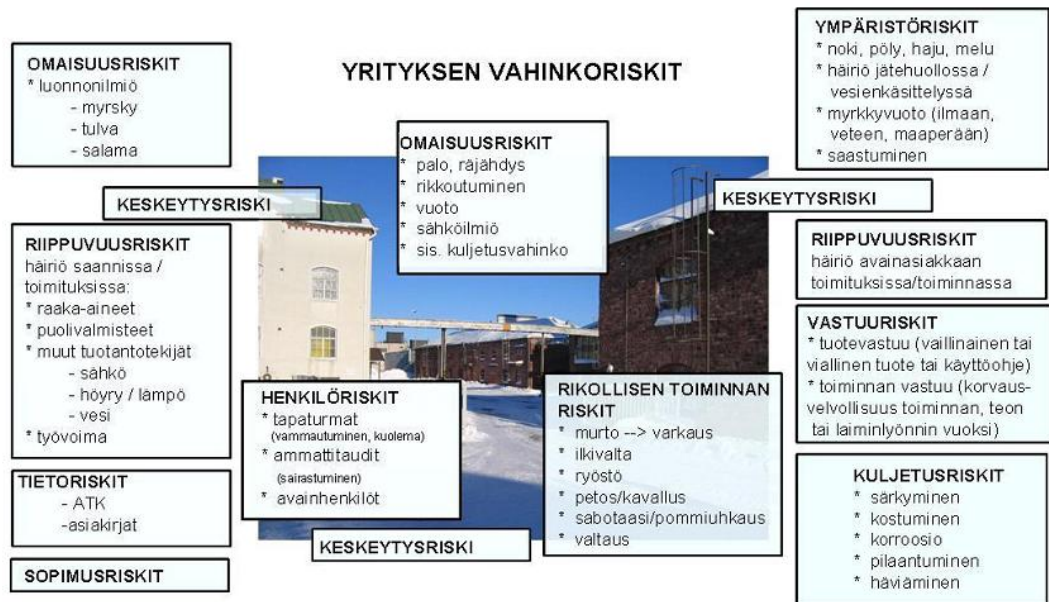 YRITYKSEN VAHINKORISKIT
OMAISUUSRISKIT
* luonnonilmiö
- myrsky
- tulva
- salama
KESKEYTYSRISKI
RIIPPUVUUSRISKIT
häiriö saannissa /
toimituksissa:
* raaka-aineet
* puolivalmisteet
* muut tuotantotekijät
- sähkö
- höyry / lämpö
- vesi
* työvoima
TIETORISKIT
- ATK
-asiakirjat
SOPIMUSRISKIT
OMAISUUSRISKIT
* palo, räjähdys
* rikkoutuminen
* vuoto
* sähköilmiö
* sis. kuljetusvahinko
HENKILÖRISKIT
* tapaturmat
(vammautuminen, kuolema)
* ammattitaudit
(sairastuminen)
* avainhenkilöt
KESKEYTYSRISKI
RIKOLLISEN TOIMINNAN
RISKIT
* murto --> varkaus
* ilkivalta
* ryöstö
* petos/kavallus
* sabotaasi/pommiuhkaus
* valtaus
YMPÄRISTÖRISKIT
* noki, pöly, haju, melu
* häiriö jätehuollossa /
vesienkäsittelyssä
* myrkkyvuoto (ilmaan,
veteen, maaperään)
* saastuminen
KESKEYTYSRISKI
RIIPPUVUUSRISKIT
häiriö avainasiakkaan
toimituksissa/toiminnassa
VASTUURISKIT
* tuotevastuu (vaillinainen tai
viallinen tuote tai käyttöohje)
* toiminnan vastuu (korvaus-
velvollisuus toiminnan, teon
tai laiminlyönnin vuoksi)
KULJETUSRISKIT
* särkyminen
* kostuminen
* korroosio
* pilaantuminen
* häviäminen